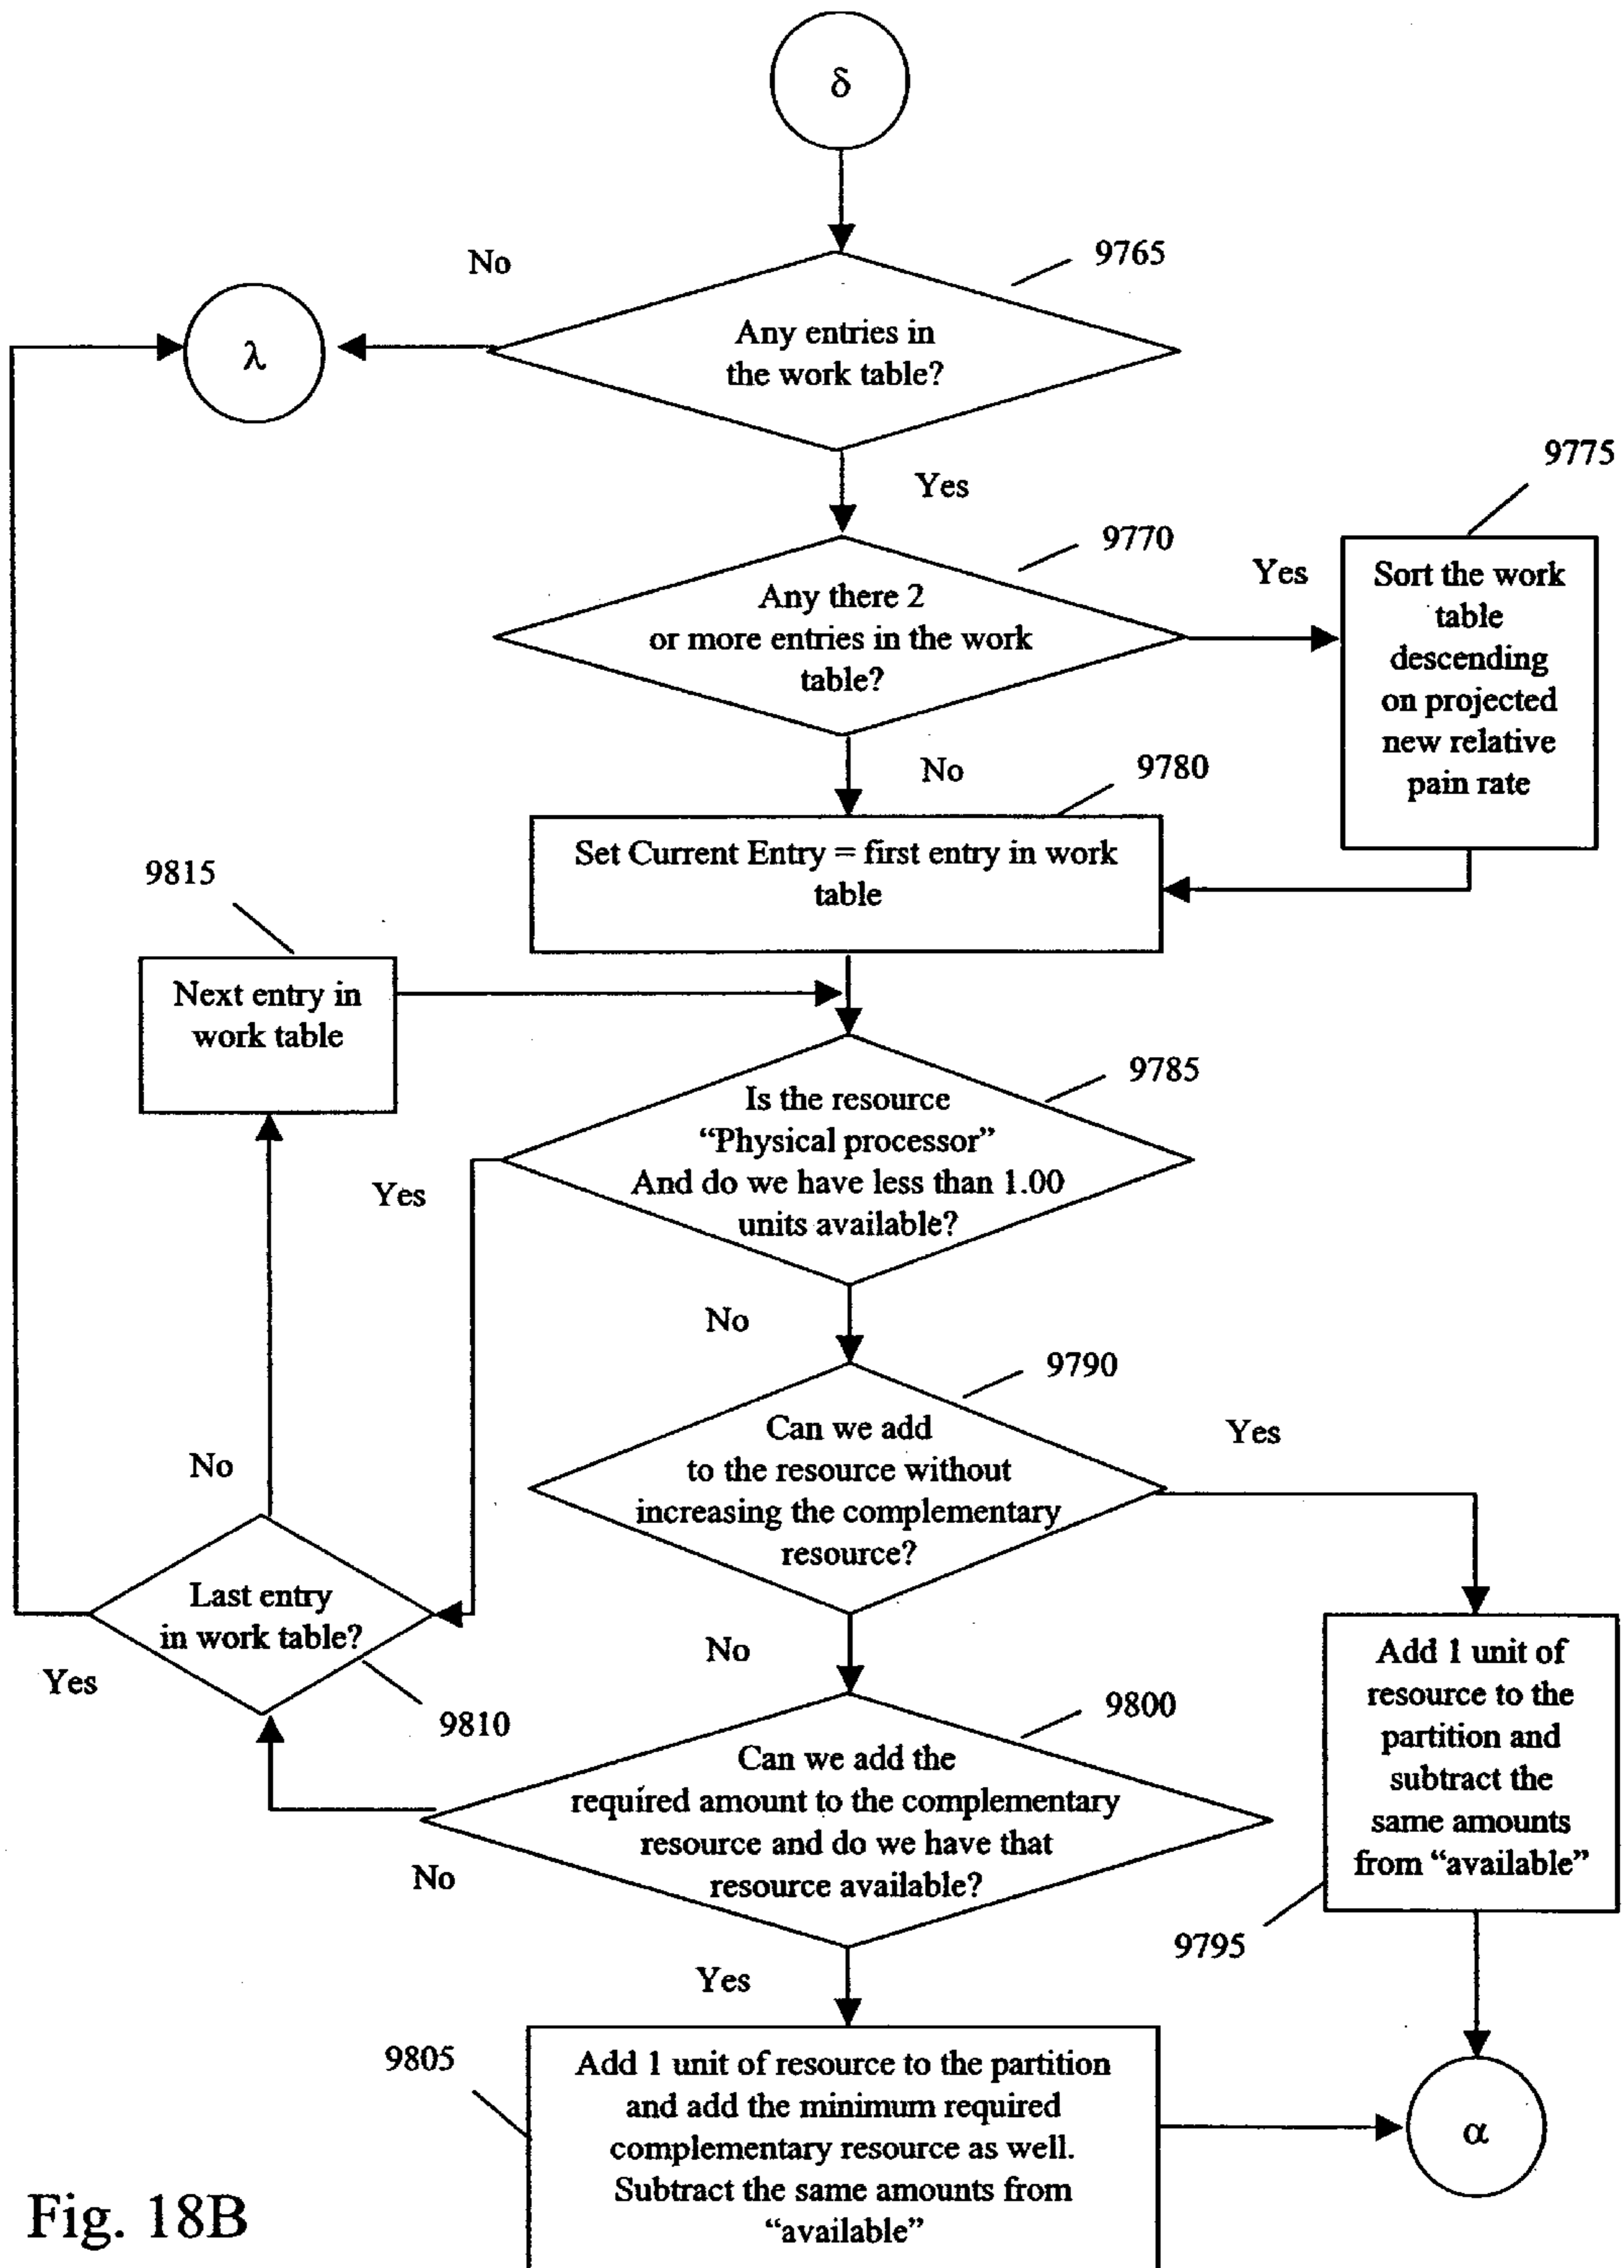 δ
No
9765
λ
Any entries in
the work table?
9775
Yes
9770
Yes
Sort the work
table
descending
on projected
new relative
pain rate
Any there 2
or more entries in the work
table?
No
9780
Set Current Entry = first entry in work
table
9815
Next entry in
work table
9785
Is the resource
“Physical processor”
And do we have less than 1.00
units available?
Yes
No
9790
Can we add
to the resource without
increasing the complementary
resource?
Yes
No
Last entry
in work table?
Yes
9810
No
Add 1 unit of
resource to the
partition and
subtract the
same amounts
from “available”
9795
9800
Can we add the
required amount to the complementary
resource and do we have that
resource available?
No
Yes
9805
Add 1 unit of resource to the partition
and add the minimum required
complementary resource as well.
Subtract the same amounts from
“available”
α
Fig. 18B